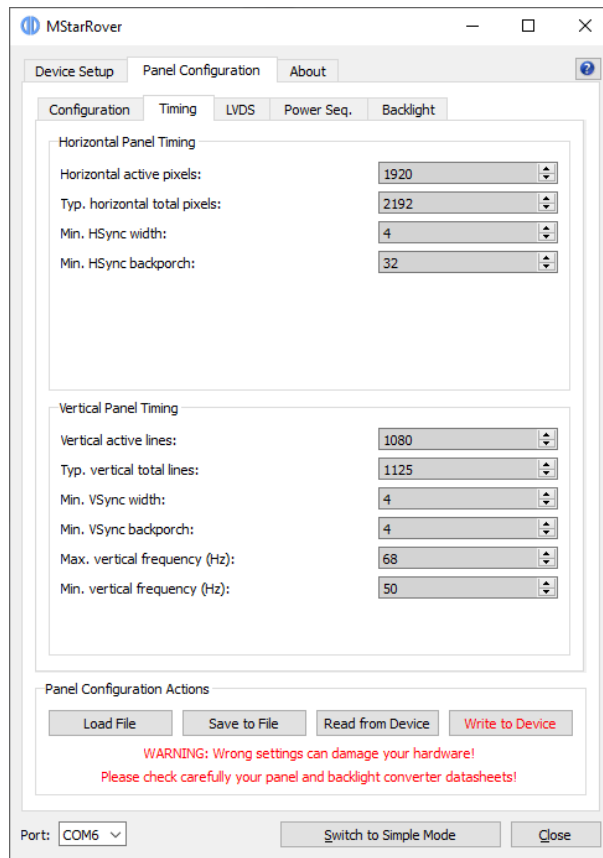 MStarRover
Device Setup Panel Configuration About
Configuration Timing LVDS Power Seq. Backlight
Horizontal Panel Timing
Horizontal active pixels: 1920
Typ. horizontal total pixels: 2192
Min. HSync width: 4
Min. HSync backporch: 32
Vertical Panel Timing
Vertical active lines: 1080
Typ. vertical total lines: 1125
Min. VSync width: 4
Min. VSync backporch: 4
Max. vertical frequency (Hz): 68
Min. vertical frequency (Hz): 50
Panel Configuration Actions
Load File Save to File Read from Device Write to Device
WARNING: Wrong settings can damage your hardware!
Please check carefully your panel and backlight converter datasheets!
Port: COM6 Switch to Simple Mode Close